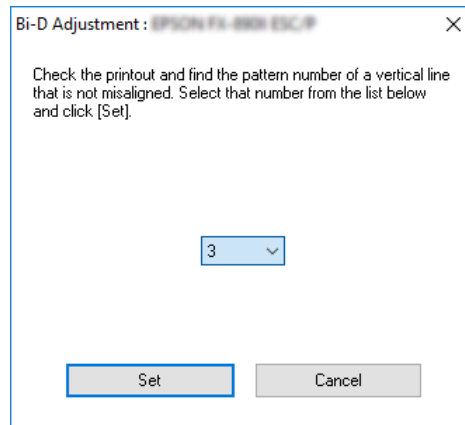 Bi-D Adjustment :
Check the printout and find the pattern number of a vertical line
that is not misaligned. Select that number from the list below
and click [Set].
3
Set
Cancel